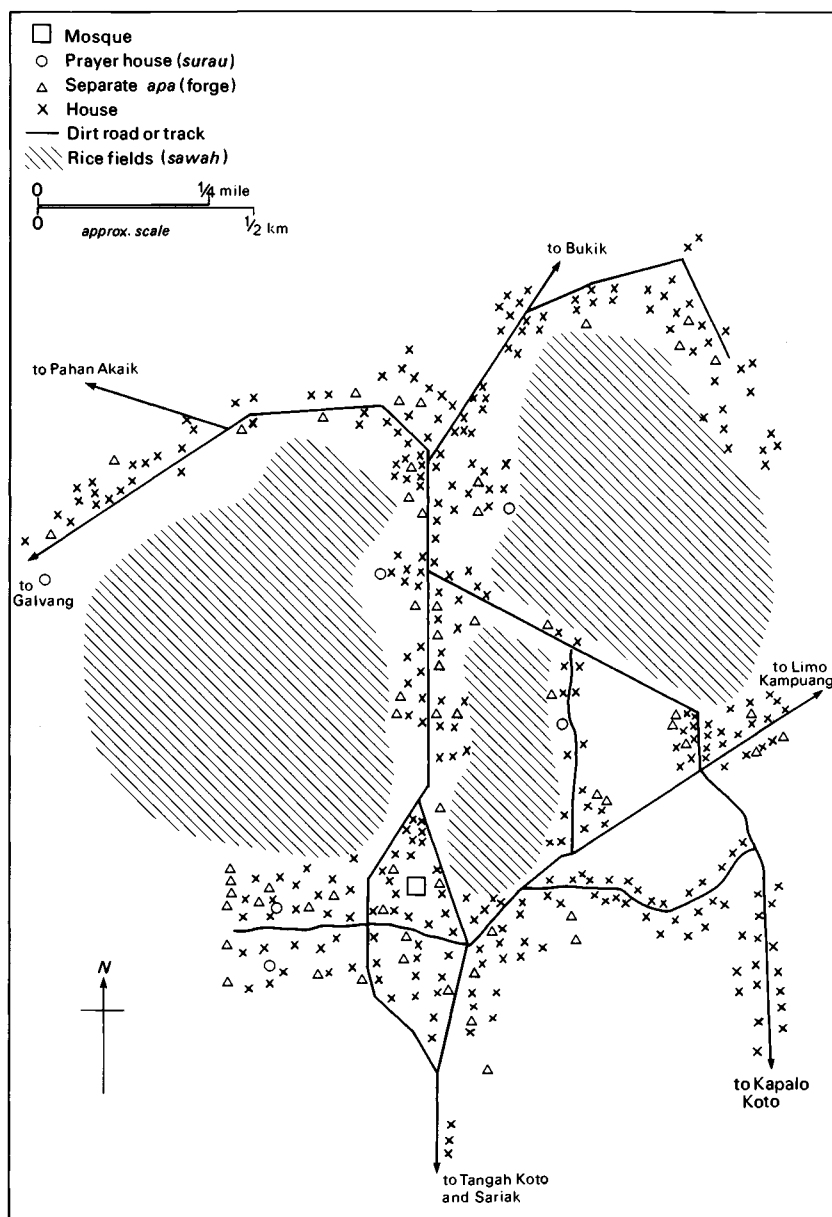 Mosque
Prayer house (surau)
Separate apa (forge)
House
Dirt road or track
Rice fields (sawah)
0 1/4 mile
0 approx. scale 1/2 km
to Bukik
to Pahan Akaik
to
Galvang
to Limo
Kampuang
N
to Kapalo
Koto
to Tangah Koto
and Sariak